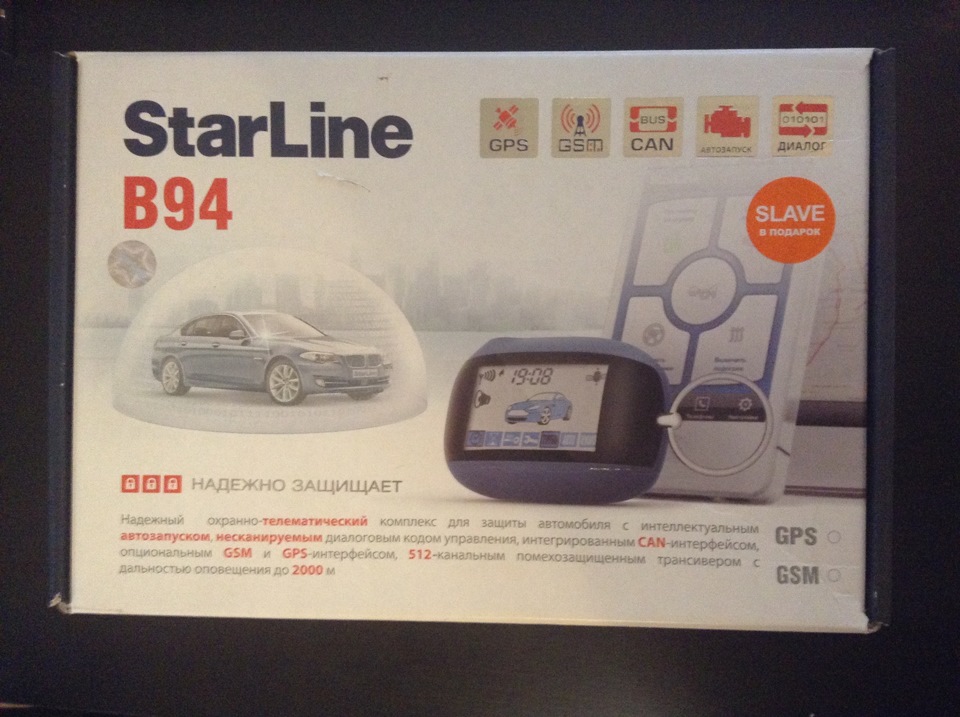 StarLine
B94
GPS
GSM
BUS
CAN
АВТОЗАПУСК
010101
ДИАЛОГ
SLAVE
В ПОДАРОК
19:08
Включить
НАДЕЖНО ЗАЩИЩАЕТ
Надежный охранно-телематический комплекс для защиты автомобиля с интеллектуальным
автозапуском, несканируемым диалоговым кодом управления, интегрированным CAN-интерфейсом,
опциональным GSM и GPS-интерфейсом, 512-канальным помехозащищенным трансивером с
дальностью оповещения до 2000 м
GPS
GSM